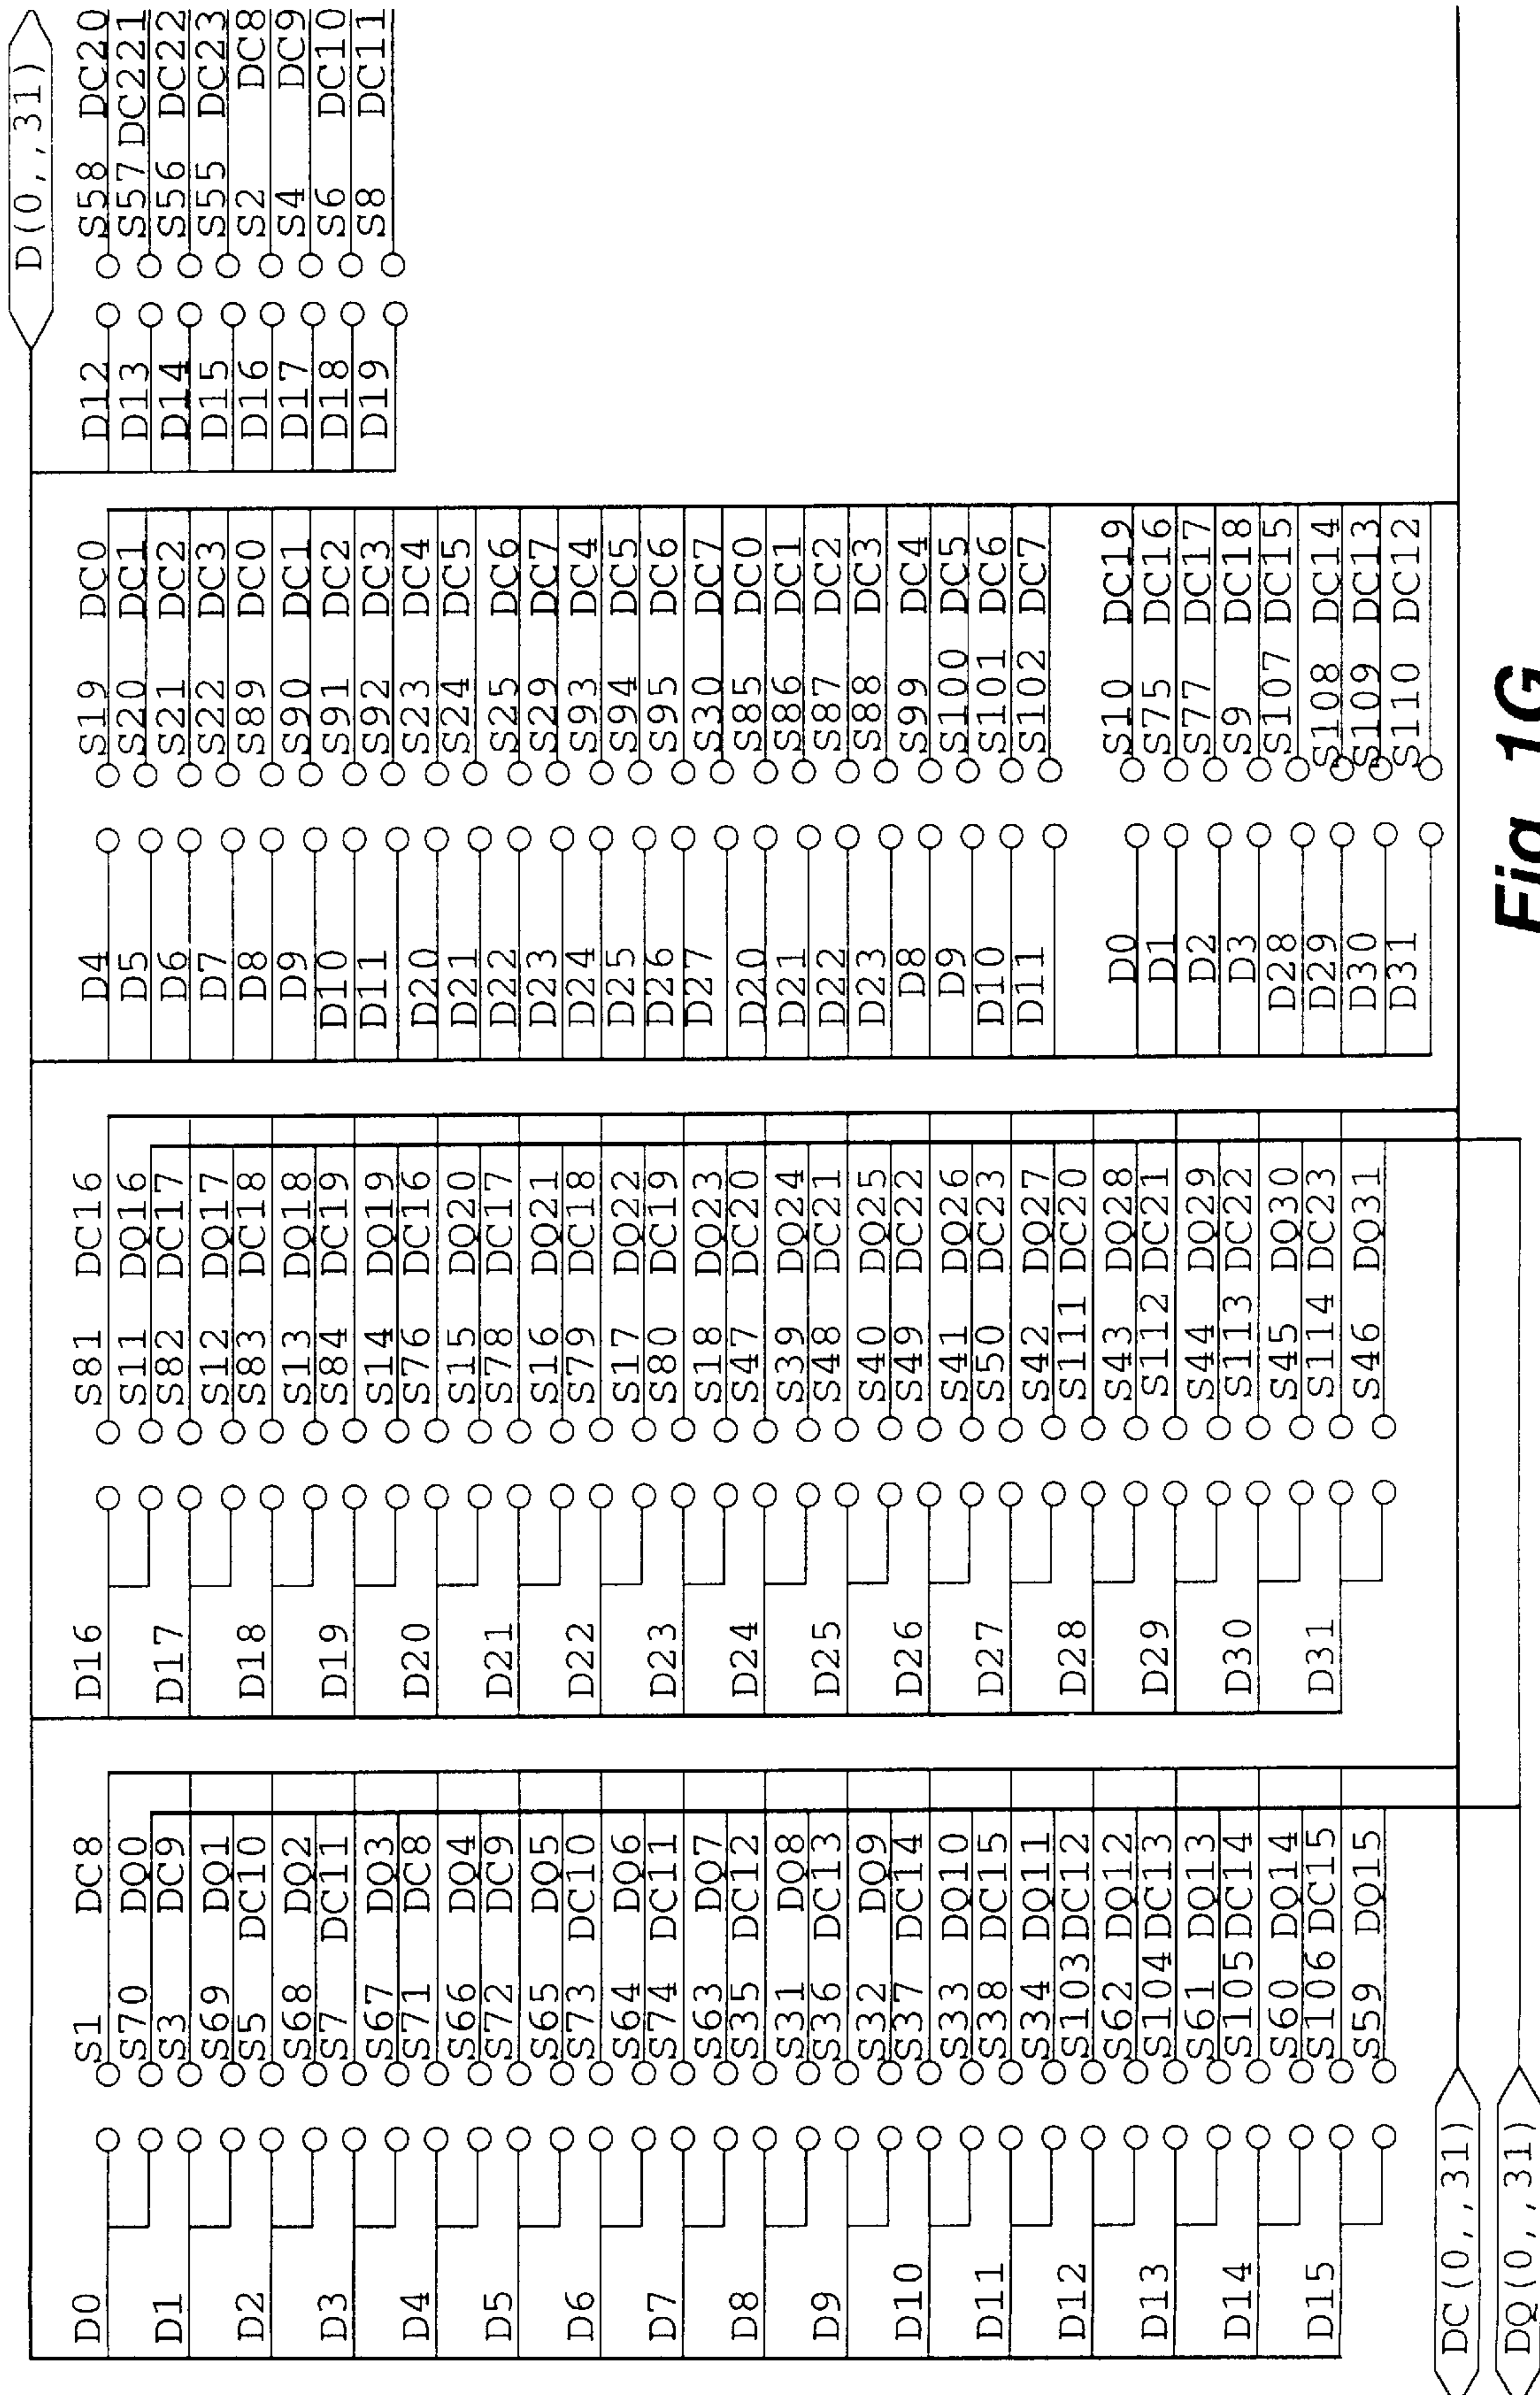 D(0,,31)
D0 S1 DC8
S70 DQ0
D1 S3 DC9
S69 DQ1
D2 S5 DC10
S68 DQ2
D3 S7 DC11
S67 DQ3
D4 S71 DC8
S66 DQ4
D5 S72 DC9
S65 DQ5
D6 S73 DC10
S64 DQ6
D7 S74 DC11
S63 DQ7
D8 S35 DC12
S31 DQ8
D9 S36 DC13
S32 DQ9
D10 S37 DC14
S33 DQ10
D11 S38 DC15
S34 DQ11
D12 S103 DC12
S62 DQ12
D13 S104 DC13
S61 DQ13
D14 S105 DC14
S60 DQ14
D15 S106 DC15
S59 DQ15
D16 S81 DC16
S11 DQ16
D17 S82 DC17
S12 DQ17
D18 S83 DC18
S13 DQ18
D19 S84 DC19
S14 DQ19
D20 S76 DC16
S15 DQ20
D21 S78 DC17
S16 DQ21
D22 S79 DC18
S17 DQ22
D23 S80 DC19
S18 DQ23
D24 S47 DC20
S39 DQ24
D25 S48 DC21
S40 DQ25
D26 S49 DC22
S41 DQ26
D27 S50 DC23
S42 DQ27
D28 S111 DC20
S43 DQ28
D29 S112 DC21
S44 DQ29
D30 S113 DC22
S45 DQ30
D31 S114 DC23
S46 DQ31
D4 S19 DC0
D5 S20 DC1
D6 S21 DC2
D7 S22 DC3
D8 S89 DC0
D9 S90 DC1
D10 S91 DC2
D11 S92 DC3
D20 S23 DC4
D21 S24 DC5
D22 S25 DC6
D23 S29 DC7
D24 S93 DC4
D25 S94 DC5
D26 S95 DC6
D27 S30 DC7
D20 S85 DC0
D21 S86 DC1
D22 S87 DC2
D23 S88 DC3
D8 S99 DC4
D9 S100 DC5
D10 S101 DC6
D11 S102 DC7
D0 S10 DC19
D1 S75 DC16
D2 S77 DC17
D3 S9 DC18
D28 S107 DC15
D29 S108 DC14
D30 S109 DC13
D31 S110 DC12
D12 S58 DC20
D13 S57 DC221
D14 S56 DC22
D15 S55 DC23
D16 S2 DC8
D17 S4 DC9
D18 S6 DC10
D19 S8 DC11
DC(0,,31)
DQ(0,,31)
Fig. 1G